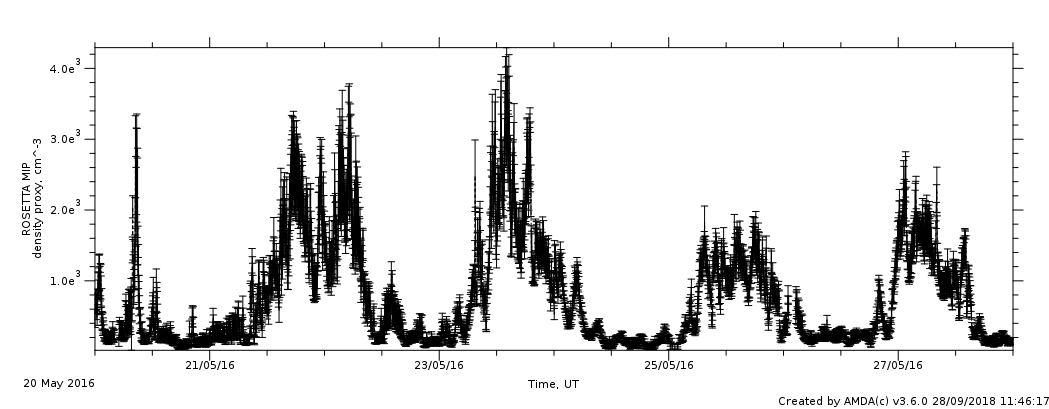 4.0e3
3.0e3
2.0e3
1.0e3
ROSETTA MIP
density proxy, cm^-3
21/05/16 23/05/16 25/05/16 27/05/16
20 May 2016 Time, UT
Created by AMDA(c) v3.6.0 28/09/2018 11:46:17